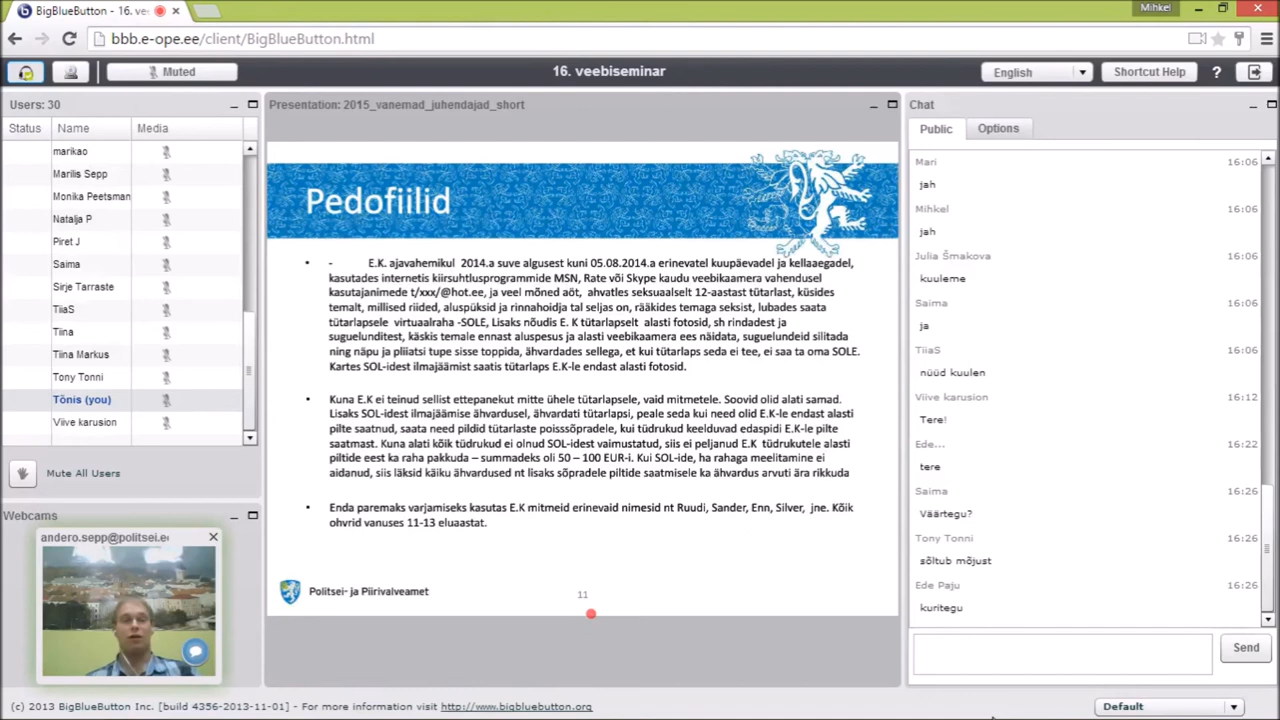 BigBlueButton - 16. ve
Mihkel
bbb.e-ope.ee/client/BigBlueButton.html
Muted
16. veebiseminar
English
Shortcut Help
?
Users: 30
Status Name Media
marikao
Marilis Sepp
Monika Peetsman
Natalja P
Piret J
Saima
Sirje Tarraste
TiiaS
Tiina
Tiina Markus
Tony Tonni
Tõnis (you)
Viive karusion
Mute All Users
Webcams
andero.sepp@politsei.ee
Presentation: 2015_vanemad_juhendajad_short
Pedofiilid
• - E.K. ajavahemikul 2014.a suve algusest kuni 05.08.2014.a erinevatel kuupäevadel ja kellaaegadel,
kasutades internetis kiirsuhtlusprogrammide MSN, Rate või Skype kaudu veebikaamera vahendusel
kasutajanimede t/xxx/@hot.ee, ja veel mõned aöt, ahvatles seksuaalselt 12-aastast tütarlast, küsides
temalt, millised riided, aluspüksid ja rinnahoidja tal seljas on, rääkides temaga seksist, lubades saata
tütarlapsele virtuaalraha -SOLE, Lisaks nõudis E. K tütarlapselt alasti fotosid, sh rindadest ja
suguelunditest, käskis temale ennast aluspesus ja alasti veebikaamera ees näidata, suguelundeid silitada
ning näpu ja pliiatsi tupe sisse toppida, ähvardades sellega, et kui tütarlaps seda ei tee, ei saa ta oma SOLE.
Kartes SOL-idest ilmajäämist saatis tütarlaps E.K-le endast alasti fotosid.
• Kuna E.K ei teinud sellist ettepanekut mitte ühele tütarlapsele, vaid mitmetele. Soovid olid alati samad.
Lisaks SOL-idest ilmajäämise ähvardusel, ähvardati tütarlapsi, peale seda kui need olid E.K-le endast alasti
pilte saatnud, saata need pildid tütarlaste poisssõpradele, kui tüdrukud keelduvad edaspidi E.K-le pilte
saatmast. Kuna alati kõik tüdrukud ei olnud SOL-idest vaimustatud, siis ei peljanud E.K tüdrukutele alasti
piltide eest ka raha pakkuda – summadeks oli 50 – 100 EUR-i. Kui SOL-ide, ha rahaga meelitamine ei
aidanud, siis läksid käiku ähvardused nt lisaks sõpradele piltide saatmisele ka ähvardus arvuti ära rikkuda
• Enda paremaks varjamiseks kasutas E.K mitmeid erinevaid nimesid nt Ruudi, Sander, Enn, Silver, jne. Kõik
ohvrid vanuses 11-13 eluaastat.
Politsei- ja Piirivalveamet
11
Chat
Public Options
Mari 16:06
jah
Mihkel 16:06
jah
Julia Šmakova 16:06
kuuleme
Saima 16:06
ja
TiiaS 16:06
nüüd kuulen
Viive karusion 16:12
Tere!
Ede... 16:22
tere
Saima 16:26
Väärtegu?
Tony Tonni 16:26
sõltub mõjust
Ede Paju 16:26
kuritegu
Send
(c) 2013 BigBlueButton Inc. [build 4356-2013-11-01] - For more information visit http://www.bigbluebutton.org
Default